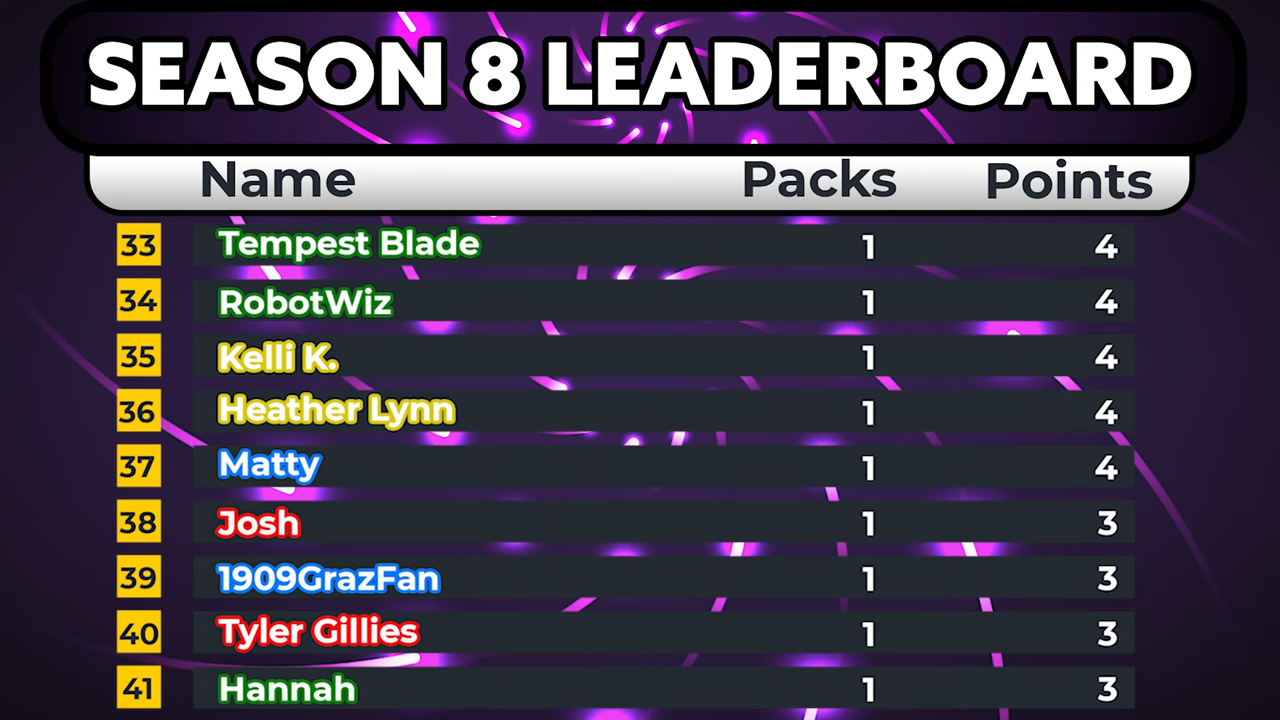 SEASON 8 LEADERBOARD
Name Packs Points
33 Tempest Blade 1 4
34 RobotWiz 1 4
35 Kelli K. 1 4
36 Heather Lynn 1 4
37 Matty 1 4
38 Josh 1 3
39 1909GrazFan 1 3
40 Tyler Gillies 1 3
41 Hannah 1 3